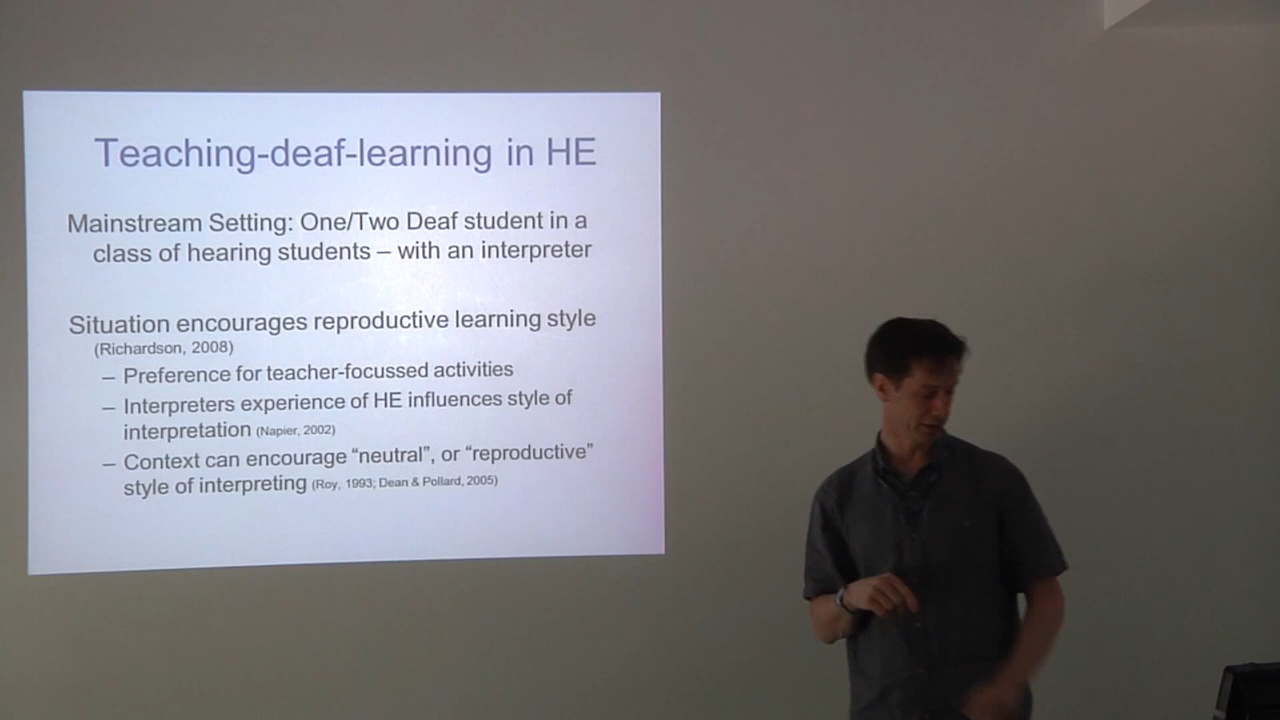 Teaching-deaf-learning in HE
Mainstream Setting: One/Two Deaf student in a
class of hearing students – with an interpreter
Situation encourages reproductive learning style
(Richardson, 2008)
– Preference for teacher-focussed activities
– Interpreters experience of HE influences style of
interpretation (Napier, 2002)
– Context can encourage “neutral”, or “reproductive”
style of interpreting (Roy, 1993; Dean & Pollard, 2005)